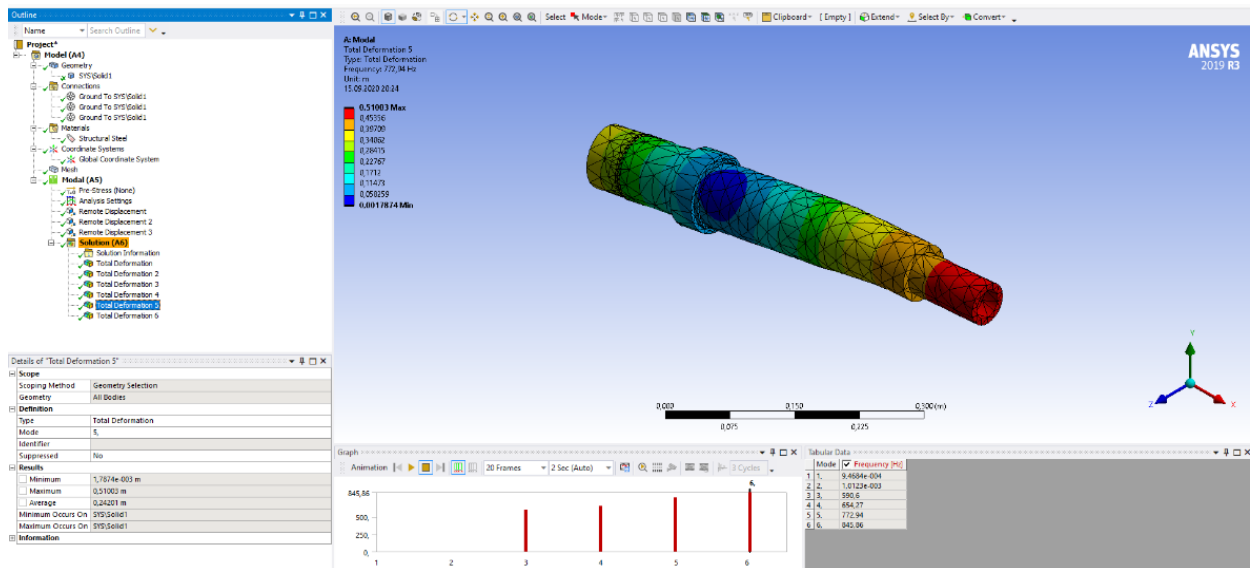 Outline
Name
Search Outline
Project*
Model (A4)
Geometry
SYS\Solid1
Connections
Ground To SYS\Solid1
Ground To SYS\Solid1
Ground To SYS\Solid1
Materials
Structural Steel
Coordinate Systems
Global Coordinate System
Mesh
Modal (A5)
Pre-Stress (None)
Analysis Settings
Remote Displacement
Remote Displacement 2
Remote Displacement 3
Solution (A6)
Solution Information
Total Deformation
Total Deformation 2
Total Deformation 3
Total Deformation 4
Total Deformation 5
Total Deformation 6
Details of "Total Deformation 5"
Scope
Scoping Method Geometry Selection
Geometry All Bodies
Definition
Type Total Deformation
Mode 5,
Identifier
Suppressed No
Results
Minimum 1,7874e-003 m
Maximum 0,51003 m
Average 0,24201 m
Minimum Occurs On SYS\Solid1
Maximum Occurs On SYS\Solid1
Information
Select Mode Clipboard [ Empty ] Extend Select By Convert
A: Modal
Total Deformation 5
Type: Total Deformation
Frequency: 772,94 Hz
Unit: m
15.09.2020 20:24
0,51003 Max
0,45356
0,39709
0,34062
0,28415
0,22767
0,1712
0,11473
0,058259
0,0017874 Min
ANSYS
2019 R3
0,000 0,150 0,300 (m)
0,075 0,225
Y
Z X
Graph
Animation 20 Frames 2 Sec (Auto) 3 Cycles
6,
845,86
500,
250,
0,
1 2 3 4 5 6
Tabular Data
Mode Frequency [Hz]
1 1, 9,4684e-004
2 2, 1,0123e-003
3 3, 590,6
4 4, 654,27
5 5, 772,94
6 6, 845,86